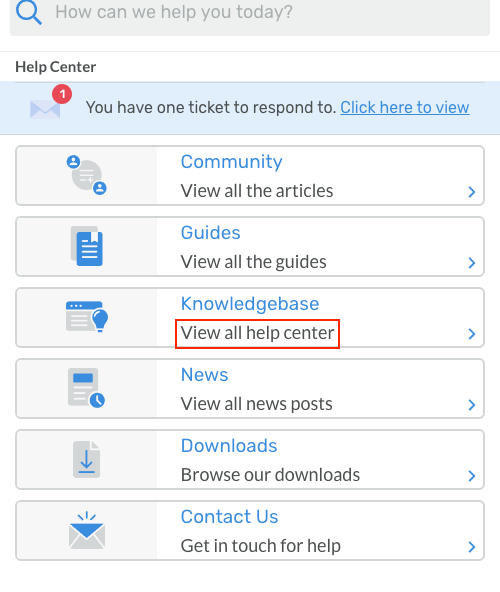 How can we help you today?
Help Center
1
You have one ticket to respond to. Click here to view
Community
View all the articles
Guides
View all the guides
Knowledgebase
View all help center
News
View all news posts
Downloads
Browse our downloads
Contact Us
Get in touch for help